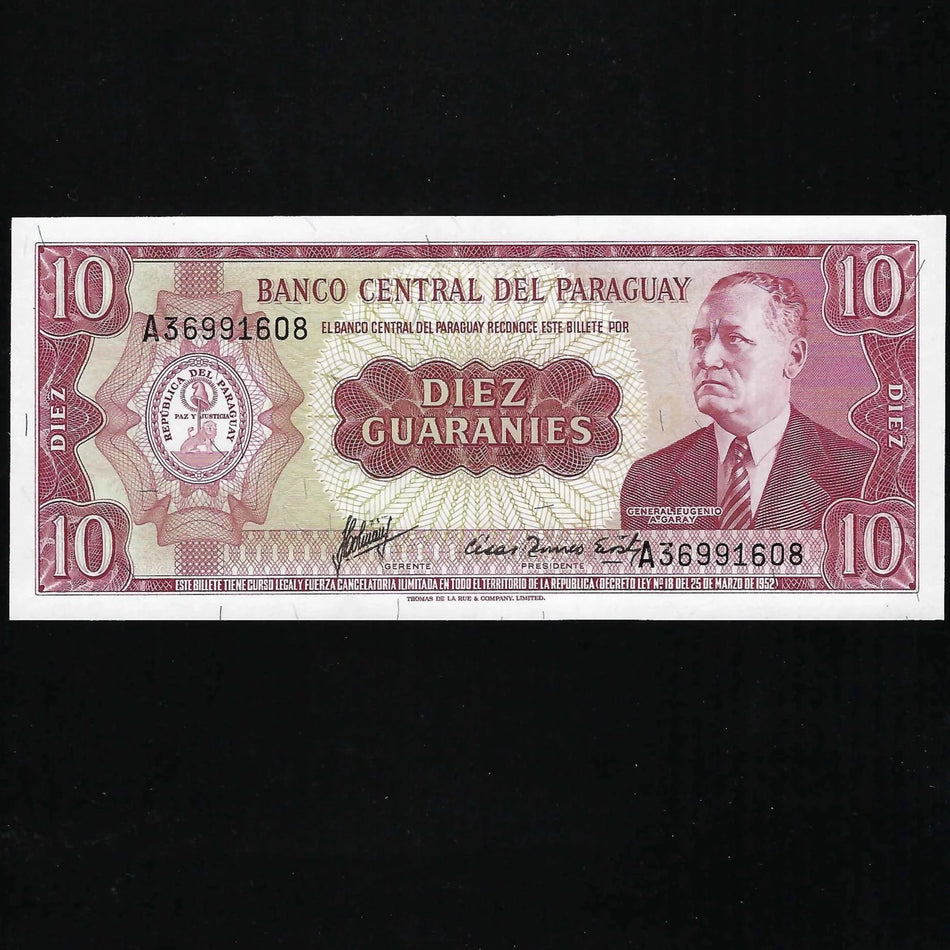 10
10
BANCO CENTRAL DEL PARAGUAY
A36991608
EL BANCO CENTRAL DEL PARAGUAY RECONOCE ESTE BILLETE POR
REPUBLICA DEL PARAGUAY
PAZ Y JUSTICIA
DIEZ
DIEZ
GUARANIES
DIEZ
GENERAL EUGENIO
A. GARAY
10
10
A36991608
GERENTE
PRESIDENTE
ESTE BILLETE TIENE CURSO LEGAL Y FUERZA CANCELATORIA ILIMITADA EN TODO EL TERRITORIO DE LA REPUBLICA (DECRETO LEY Nº 18 DEL 25 DE MARZO DE 1952)
THOMAS DE LA RUE & COMPANY, LIMITED.